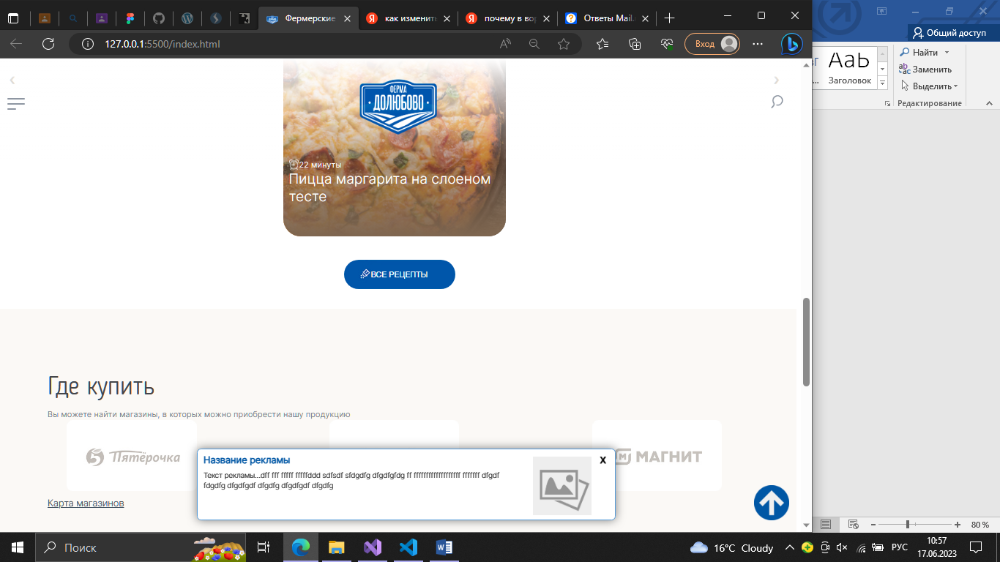 Фермерские
как изменить
почему в вор
Ответы Mail.
127.0.0.1:5500/index.html
Вход
Общий доступ
АаЬ
Заголовок
Найти
Заменить
Выделить
Редактирование
ФЕРМА
ДОЛЮБОВО
22 минуты
Пицца маргарита на слоеном
тесте
ВСЕ РЕЦЕПТЫ
Где купить
Вы можете найти магазины, в которых можно приобрести нашу продукцию
5 Пятёрочка
МАГНИТ
Название рекламы
X
Текст рекламы...dff fff fffff fffffddd sdfsdf sfdgdfg dfgdfgfdg ff fffffffffffffffffff fffffff dfgdf
fdgdfg dfgdfgdf dfgdfg dfgdfgdf dfgdfg
Карта магазинов
80 %
Поиск
16°C Cloudy
РУС
10:57
17.06.2023